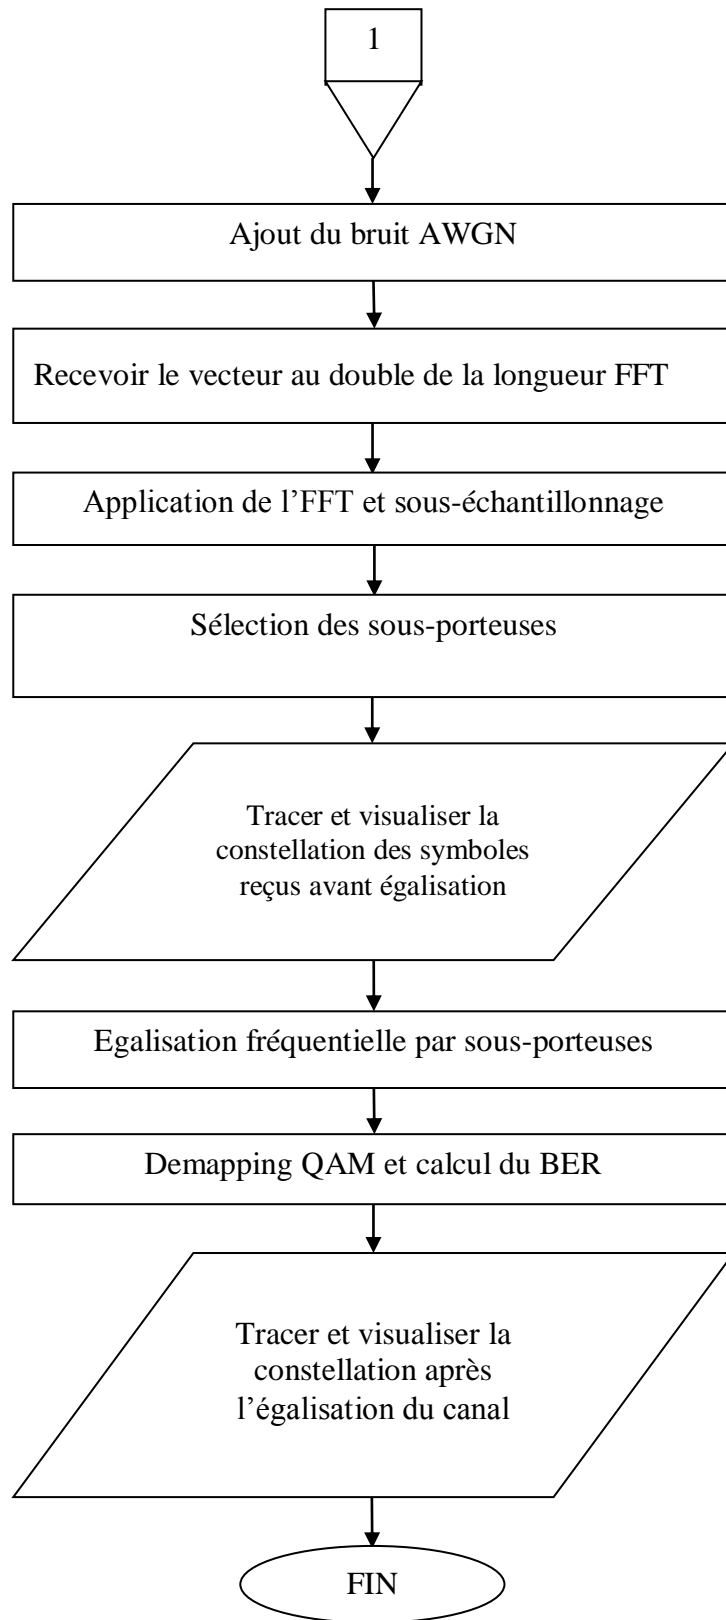 1
Ajout du bruit AWGN
Recevoir le vecteur au double de la longueur FFT
Application de l’FFT et sous-échantillonnage
Sélection des sous-porteuses
Tracer et visualiser la
constellation des symboles
reçus avant égalisation
Egalisation fréquentielle par sous-porteuses
Demapping QAM et calcul du BER
Tracer et visualiser la
constellation après
l’égalisation du canal
FIN